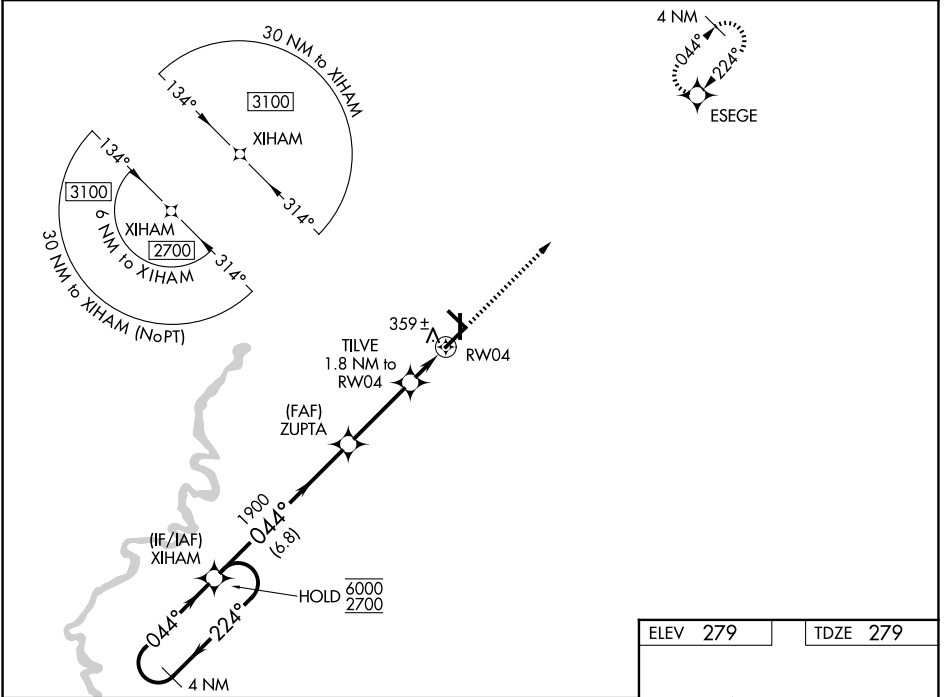 4 NM
044°
224°
ESEGE
30 NM to XIHAM
134°
3100
XIHAM
314°
134°
3100
XIHAM
2700
6 NM to XIHAM
314°
30 NM to XIHAM (NoPT)
359 ±
TILVE
1.8 NM to
RW04
RW04
(FAF)
ZUPTA
1900
044°
(6.8)
(IF/IAF)
XIHAM
HOLD 6000
2700
044°
224°
4 NM
ELEV 279
TDZE 279